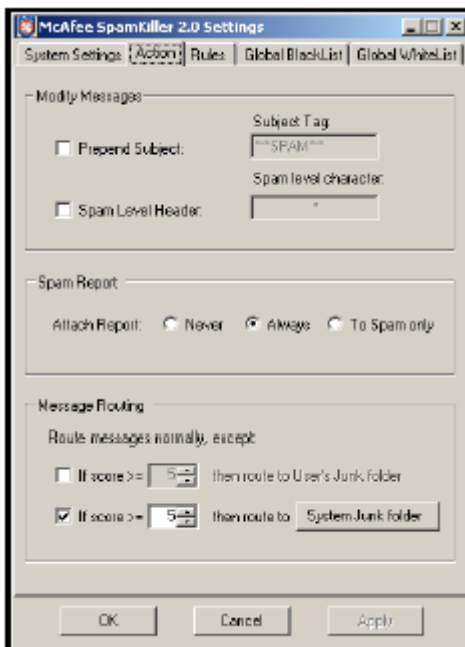 McAfee SpamKiller 2.0 Settings
System Settings Action Rules Global BlackList Global WhiteList
Modify Messages
Subject Tag:
Prepend Subject: **SPAM**
Spam level character:
Spam Level Header: *
Spam Report
Attach Report: Never Always To Spam only
Message Routing
Route messages normally, except:
If score >= 5 then route to User's Junk folder
If score >= 5 then route to System Junk folder
OK Cancel Apply